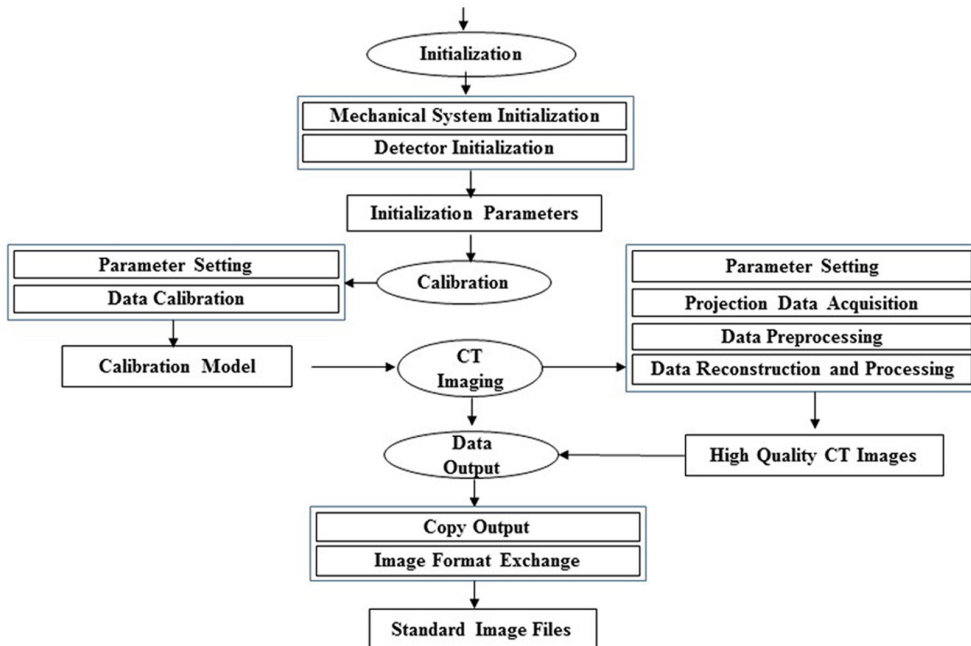 Initialization
Mechanical System Initialization
Detector Initialization
Initialization Parameters
Calibration
Parameter Setting
Data Calibration
Calibration Model
CT
Imaging
Parameter Setting
Projection Data Acquisition
Data Preprocessing
Data Reconstruction and Processing
High Quality CT Images
Data
Output
Copy Output
Image Format Exchange
Standard Image Files